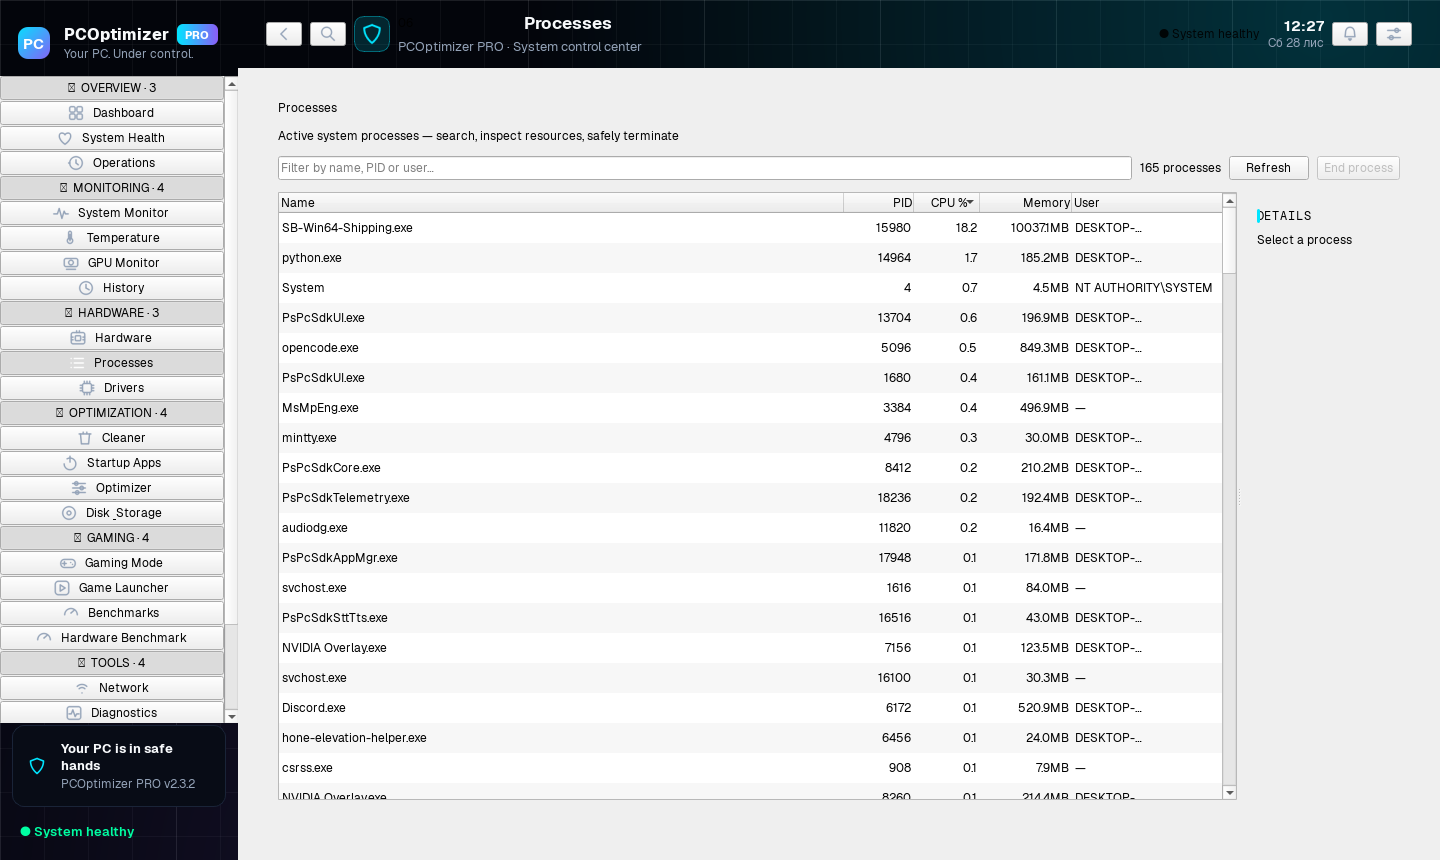 PC
PCOptimizer PRO
Your PC. Under control.
Processes
PCOptimizer PRO · System control center
● System healthy
12:27
Сб 28 лис
OVERVIEW · 3
Dashboard
System Health
Operations
MONITORING · 4
System Monitor
Temperature
GPU Monitor
History
HARDWARE · 3
Hardware
Processes
Drivers
OPTIMIZATION · 4
Cleaner
Startup Apps
Optimizer
Disk _Storage
GAMING · 4
Gaming Mode
Game Launcher
Benchmarks
Hardware Benchmark
TOOLS · 4
Network
Diagnostics
Your PC is in safe
hands
PCOptimizer PRO v2.3.2
● System healthy
Processes
Active system processes — search, inspect resources, safely terminate
Filter by name, PID or user…
165 processes
Refresh
End process
Name PID CPU % Memory User
SB-Win64-Shipping.exe 15980 18.2 10037.1MB DESKTOP-…
python.exe 14964 1.7 185.2MB DESKTOP-…
System 4 0.7 4.5MB NT AUTHORITY\SYSTEM
PsPcSdkUI.exe 13704 0.6 196.9MB DESKTOP-…
opencode.exe 5096 0.5 849.3MB DESKTOP-…
PsPcSdkUI.exe 1680 0.4 161.1MB DESKTOP-…
MsMpEng.exe 3384 0.4 496.9MB —
mintty.exe 4796 0.3 30.0MB DESKTOP-…
PsPcSdkCore.exe 8412 0.2 210.2MB DESKTOP-…
PsPcSdkTelemetry.exe 18236 0.2 192.4MB DESKTOP-…
audiodg.exe 11820 0.2 16.4MB —
PsPcSdkAppMgr.exe 17948 0.1 171.8MB DESKTOP-…
svchost.exe 1616 0.1 84.0MB —
PsPcSdkSttTts.exe 16516 0.1 43.0MB DESKTOP-…
NVIDIA Overlay.exe 7156 0.1 123.5MB DESKTOP-…
svchost.exe 16100 0.1 30.3MB —
Discord.exe 6172 0.1 520.9MB DESKTOP-…
hone-elevation-helper.exe 6456 0.1 24.0MB DESKTOP-…
csrss.exe 908 0.1 7.9MB —
NVIDIA Overlay.exe 8260 0.1 214.4MB DESKTOP-…
DETAILS
Select a process